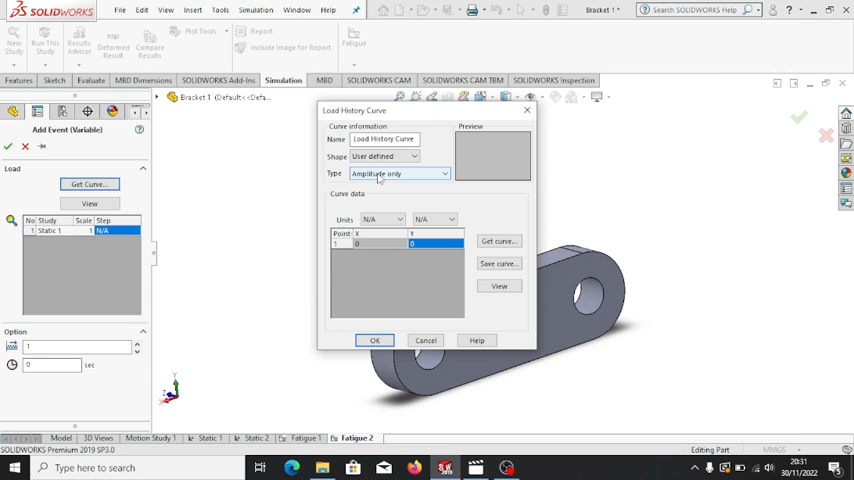 SOLIDWORKS File Edit View Insert Tools Simulation Window Help Bracket 1 * Search SOLIDWORKS Help
New Study Run This Study Results Advisor Deformed Result Compare Results Plot Tools Report Include Image for Report Fatigue
Features Sketch Evaluate MBD Dimensions SOLIDWORKS Add-Ins Simulation MBD SOLIDWORKS CAM SOLIDWORKS CAM TBM SOLIDWORKS Inspection
Bracket 1 (Default<<Defa...
Add Event (Variable)
Load
Get Curve...
View
No Study Scale Step
1 Static 1 1 N/A
Option
1
0 sec
Load History Curve
Curve information
Preview
Name Load History Curve
Shape User defined
Type Amplitude only
Curve data
Units N/A N/A
Point: X Y
1 0 0
Get curve...
Save curve...
View
OK Cancel Help
Y
Z
X
Model 3D Views Motion Study 1 Static 1 Static 2 Fatigue 1 Fatigue 2
SOLIDWORKS Premium 2019 SP3.0 Editing Part MMGS
Type here to search
20:31
30/11/2022